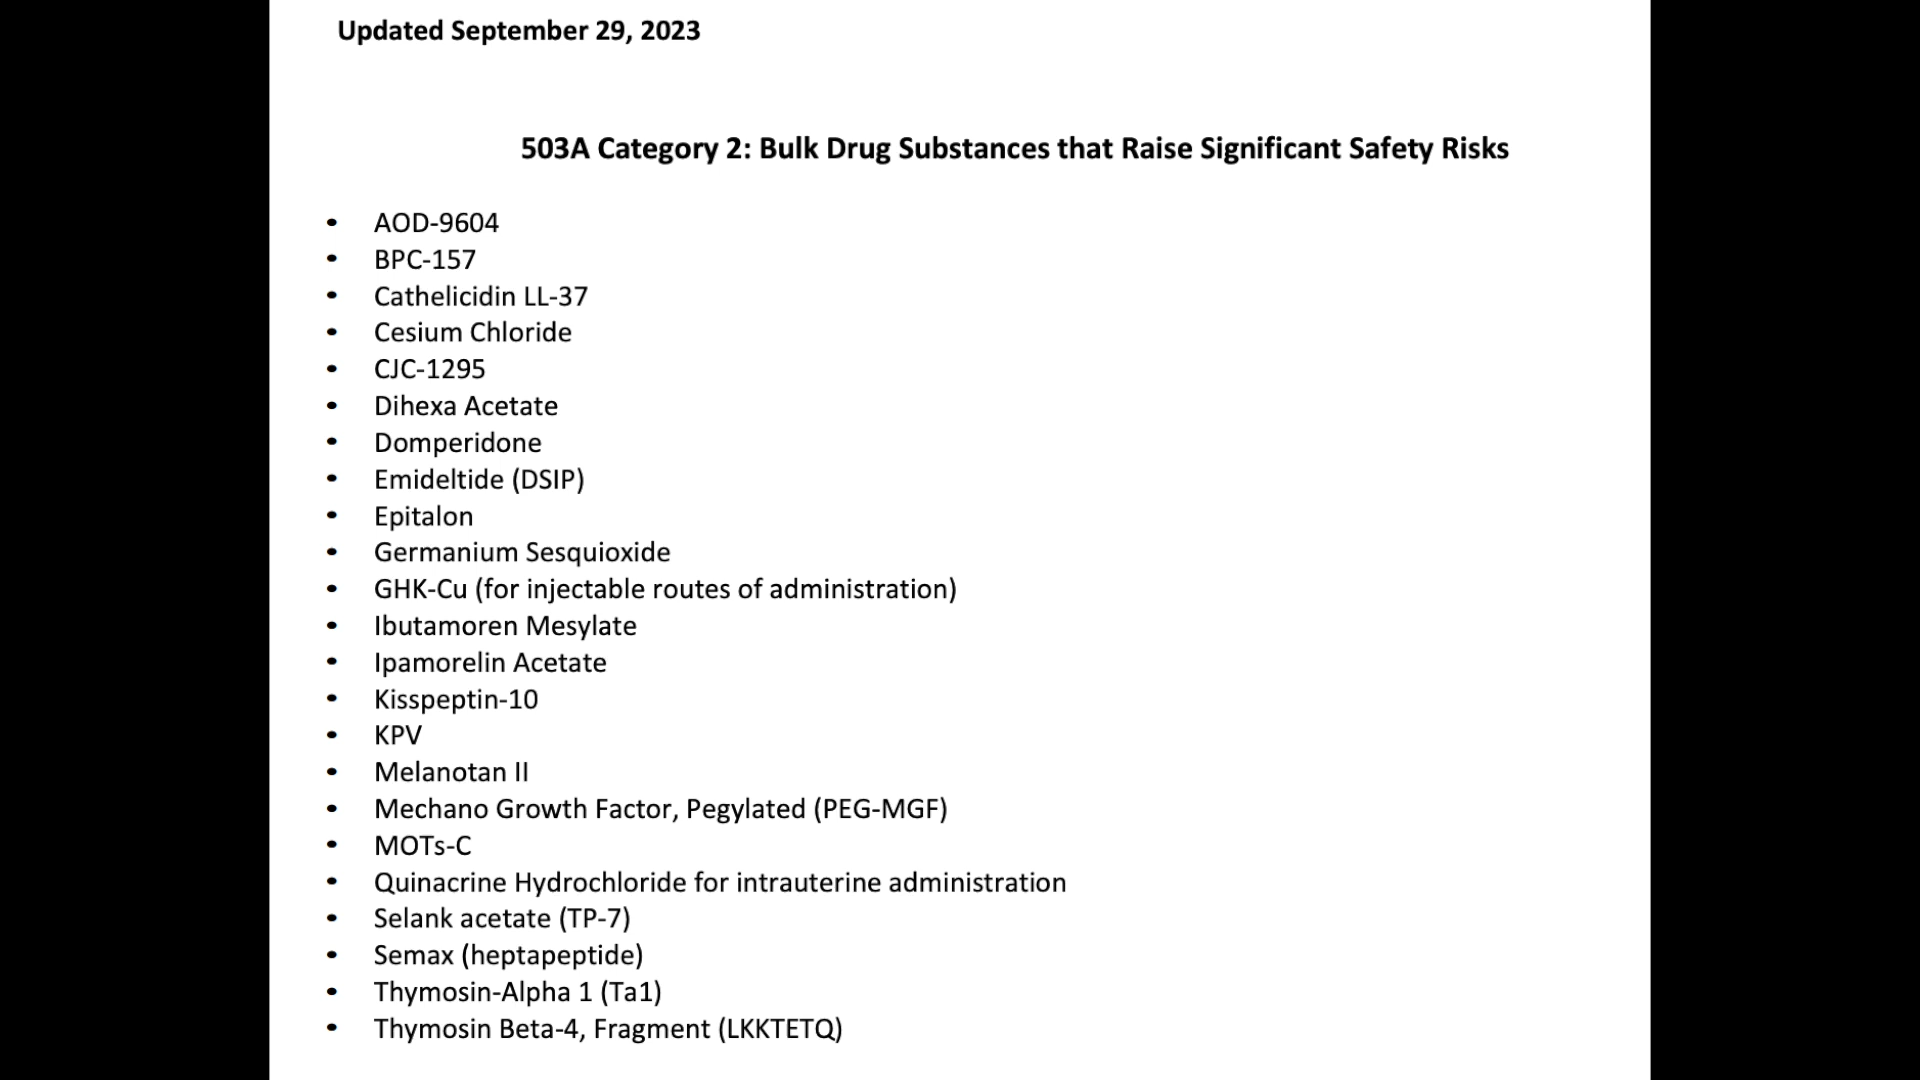 Updated September 29, 2023
503A Category 2: Bulk Drug Substances that Raise Significant Safety Risks
• AOD-9604
• BPC-157
• Cathelicidin LL-37
• Cesium Chloride
• CJC-1295
• Dihexa Acetate
• Domperidone
• Emideltide (DSIP)
• Epitalon
• Germanium Sesquioxide
• GHK-Cu (for injectable routes of administration)
• Ibutamoren Mesylate
• Ipamorelin Acetate
• Kisspeptin-10
• KPV
• Melanotan II
• Mechano Growth Factor, Pegylated (PEG-MGF)
• MOTs-C
• Quinacrine Hydrochloride for intrauterine administration
• Selank acetate (TP-7)
• Semax (heptapeptide)
• Thymosin-Alpha 1 (Ta1)
• Thymosin Beta-4, Fragment (LKKTETQ)